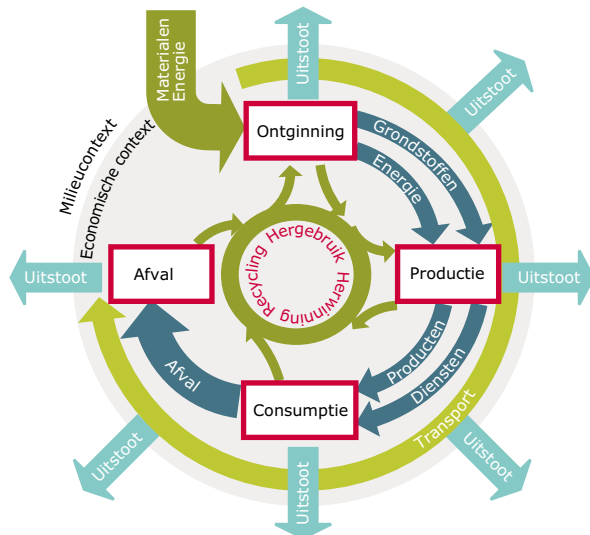 Materialen
Energie
Uitstoot
Uitstoot
Milieucontext
Economische context
Ontginning
Grondstoffen
Energie
Uitstoot
Afval
Recycling Hergebruik Herwinning
Productie
Uitstoot
Afval
Producten
Diensten
Consumptie
Transport
Uitstoot
Uitstoot
Uitstoot